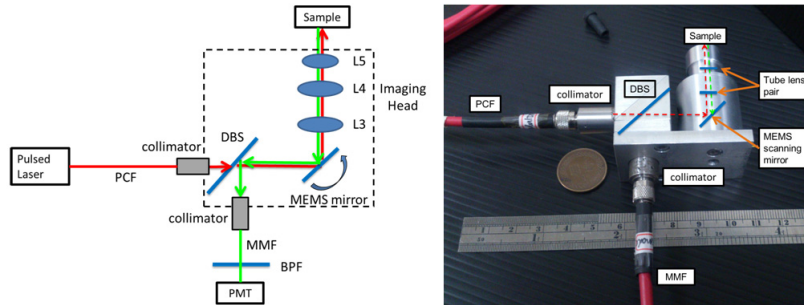 Sample
L5
L4
Imaging
Head
L3
DBS
collimator
Pulsed
Laser
PCF
MEMS mirror
collimator
MMF
BPF
PMT
Sample
Tube lens
pair
DBS
collimator
PCF
MEMS
scanning
mirror
collimator
MMF